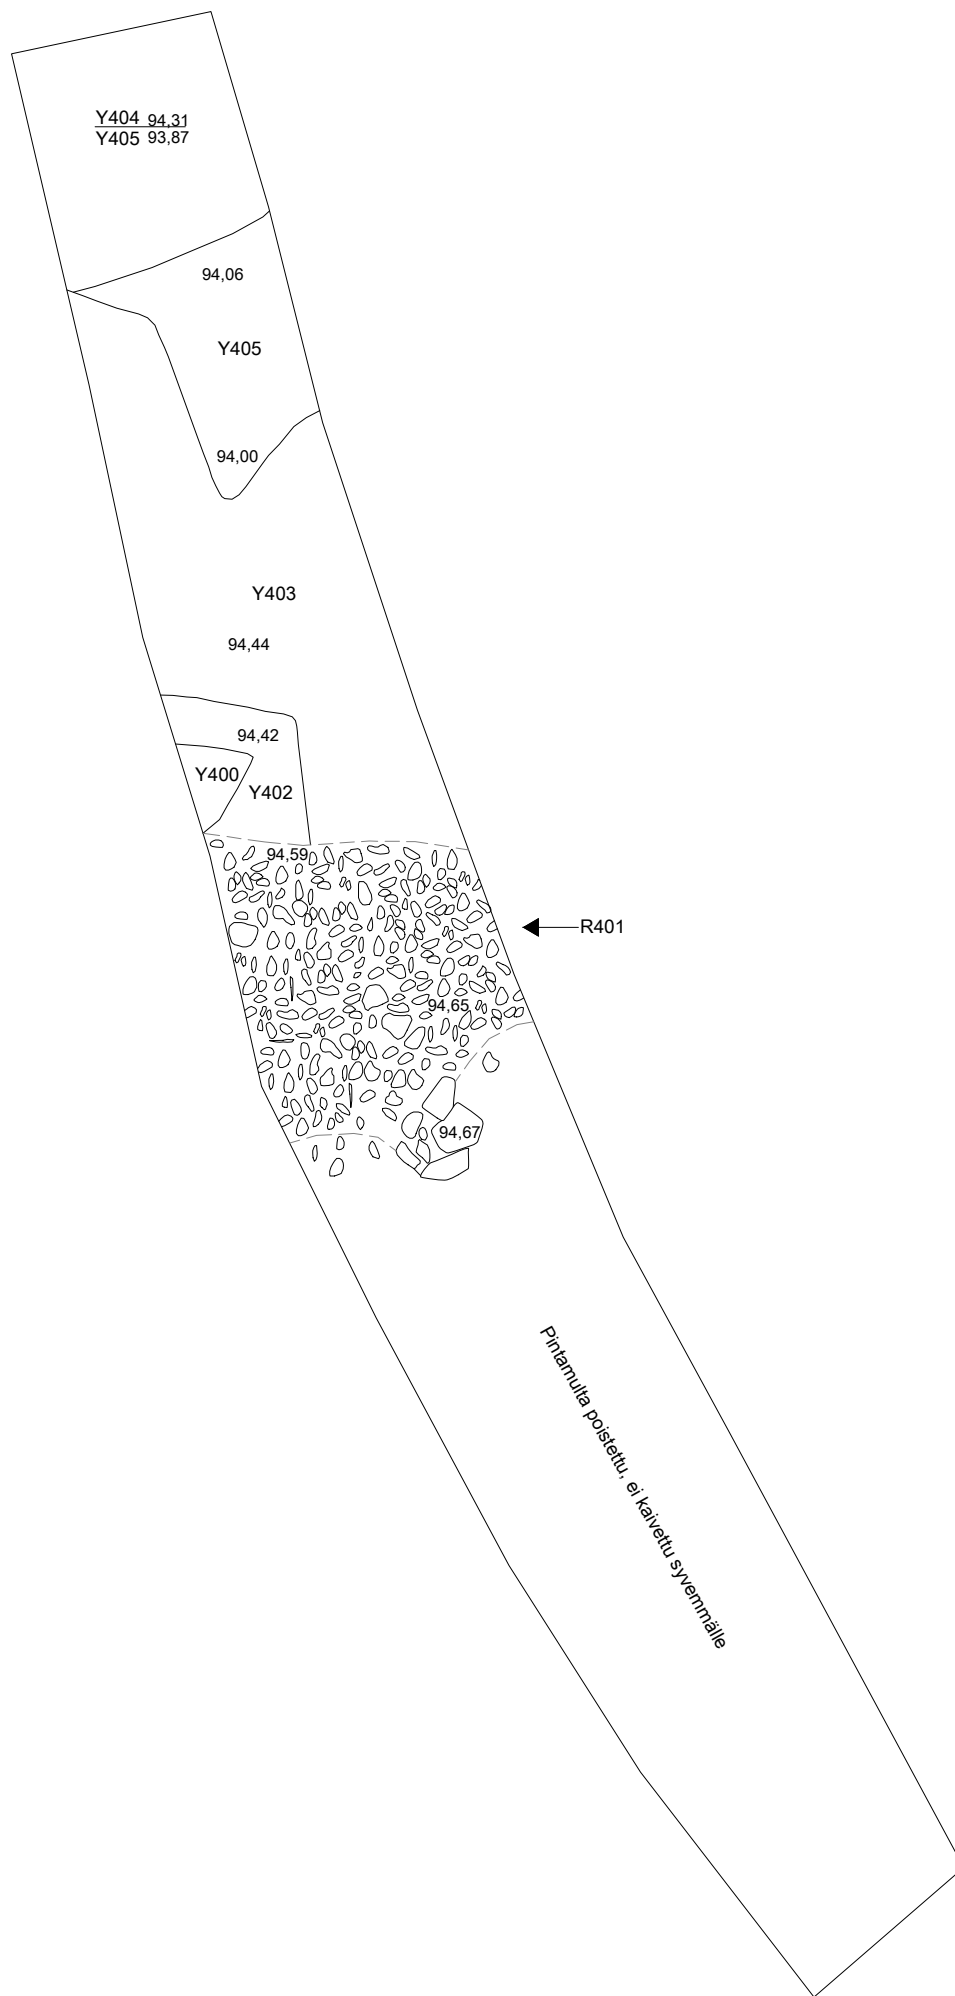 Y404 94,31
Y405 93,87
94,06
Y405
94,00
Y403
94,44
94,42
Y400
Y402
94,59
R401
94,65
94,67
Pintamulta poistettu, ei kaivettu syvemmälle